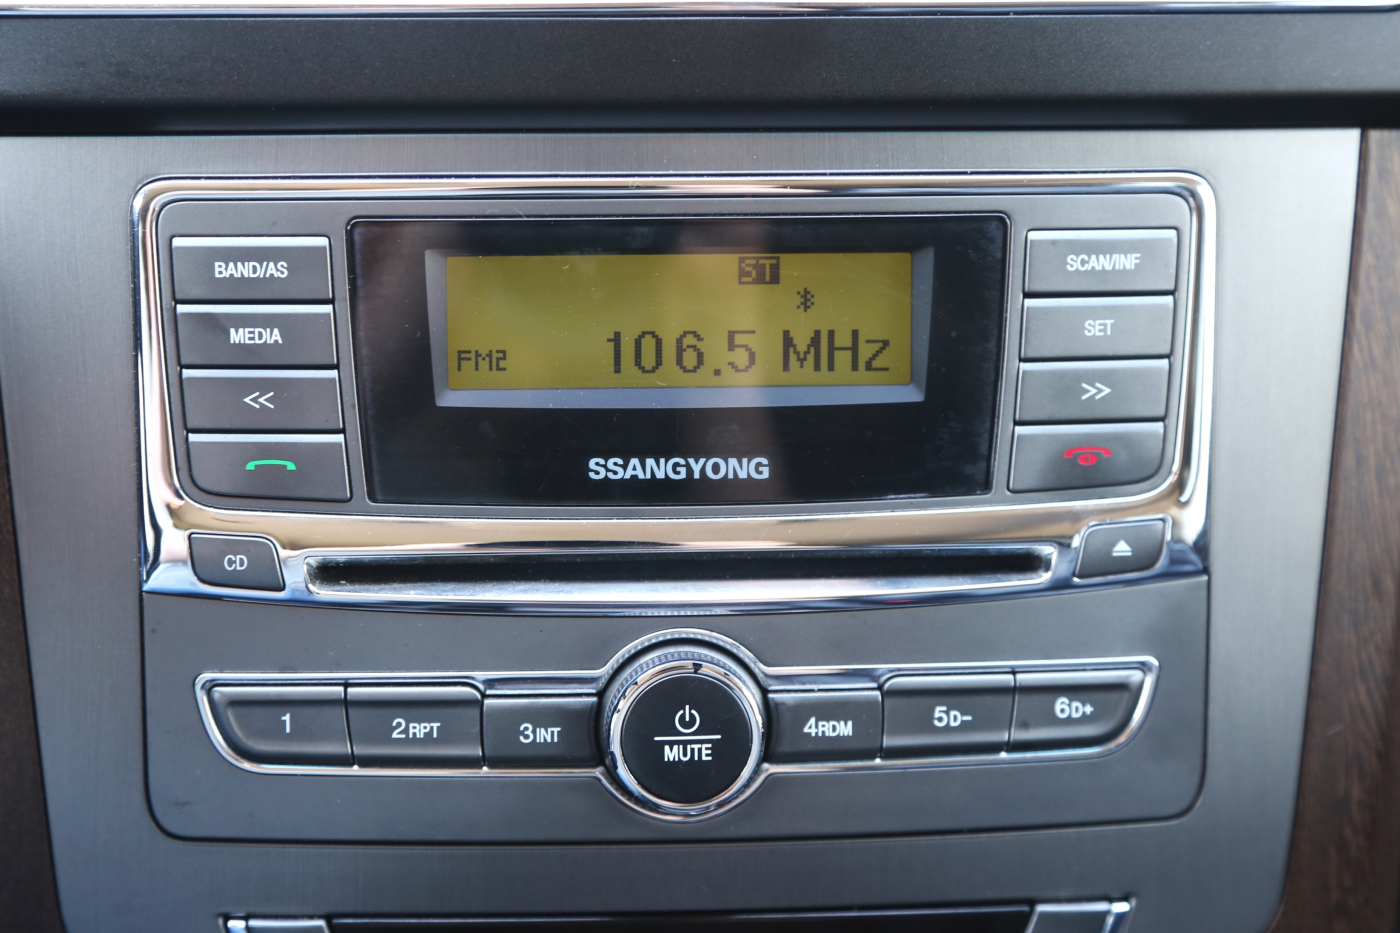 BAND/AS
MEDIA
<<
ST
FM2 106.5 MHz
SSANGYONG
SCAN/INF
SET
>>
CD
1
2RPT
3INT
MUTE
4RDM
5D-
6D+